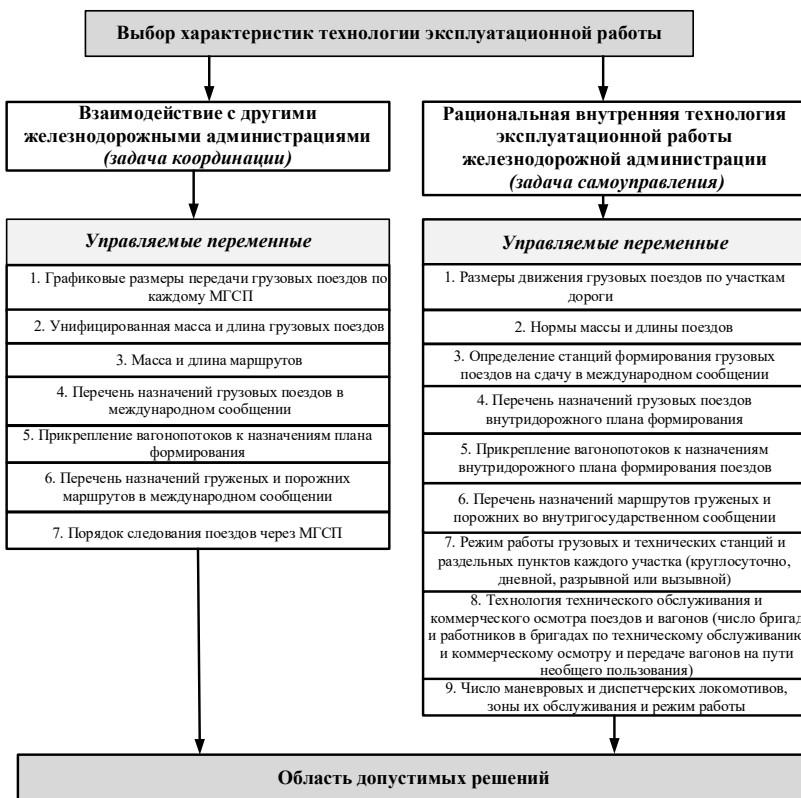 Выбор характеристик технологии эксплуатационной работы
Взаимодействие с другими
железнодорожными администрациями
(задача координации)
Управляемые переменные
1. Графиковые размеры передачи грузовых поездов по
каждому МГСП
2. Унифицированная масса и длина грузовых поездов
3. Масса и длина маршрутов
4. Перечень назначений грузовых поездов в
международном сообщении
5. Прикрепление вагонопотоков к назначениям плана
формирования
6. Перечень назначений груженых и порожних
маршрутов в международном сообщении
7. Порядок следования поездов через МГСП
Рациональная внутренняя технология
эксплуатационной работы
железнодорожной администрации
(задача самоуправления)
Управляемые переменные
1. Размеры движения грузовых поездов по участкам
дороги
2. Нормы массы и длины поездов
3. Определение станций формирования грузовых
поездов на сдачу в международном сообщении
4. Перечень назначений грузовых поездов
внутридорожного плана формирования
5. Прикрепление вагонопотоков к назначениям
внутридорожного плана формирования поездов
6. Перечень назначений маршрутов груженых и
порожних во внутригосударственном сообщении
7. Режим работы грузовых и технических станций и
раздельных пунктов каждого участка (круглосуточно,
дневной, разрывной или вызывной)
8. Технология технического обслуживания и
коммерческого осмотра поездов и вагонов (число бригад
и работников в бригадах по техническому обслуживанию
и коммерческому осмотру и передаче вагонов на пути
необщего пользования)
9. Число маневровых и диспетчерских локомотивов,
зоны их обслуживания и режим работы
Область допустимых решений